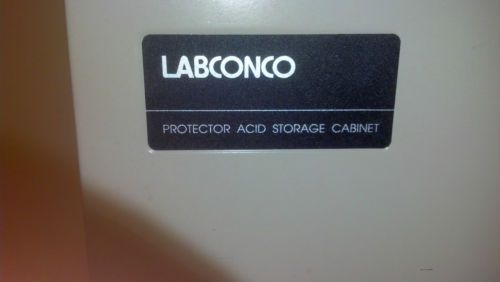 LABCONCO
PROTECTOR ACID STORAGE CABINET